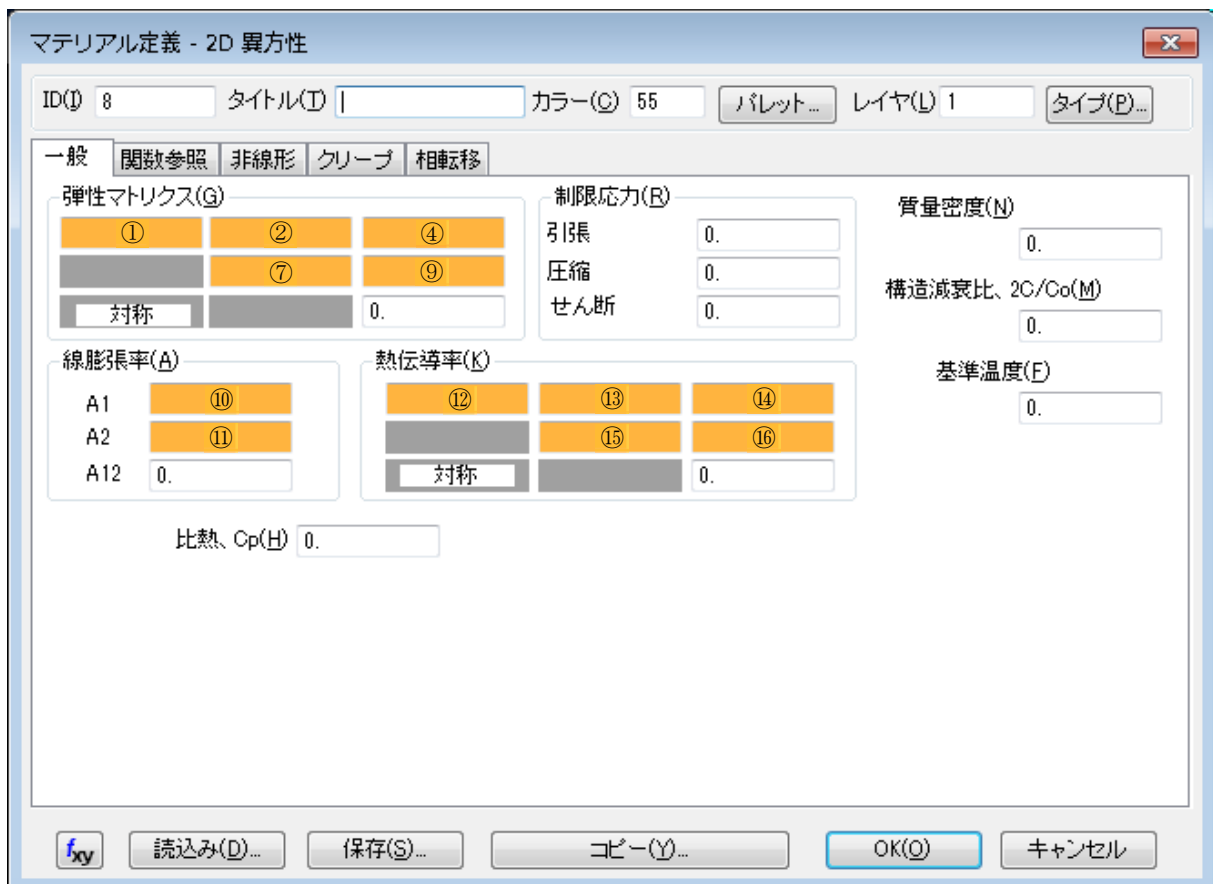 マテリアル定義 - 2D 異方性
ID(I) 8 タイトル(T) カラー(C) 55 パレット... レイヤ(L) 1 タイプ(P)...
一般 関数参照 非線形 クリープ 相転移
弾性マトリクス(G)
① ② ④
⑦ ⑨
対称 0.
制限応力(R)
引張 0.
圧縮 0.
せん断 0.
質量密度(N)
0.
構造減衰比、2C/Co(M)
0.
基準温度(F)
0.
線膨張率(A)
A1 ⑩
A2 ⑪
A12 0.
熱伝導率(K)
⑫ ⑬ ⑭
⑮ ⑯
対称 0.
比熱、Cp(H) 0.
fxy 読込み(D)... 保存(S)... コピー(Y)... OK(O) キャンセル